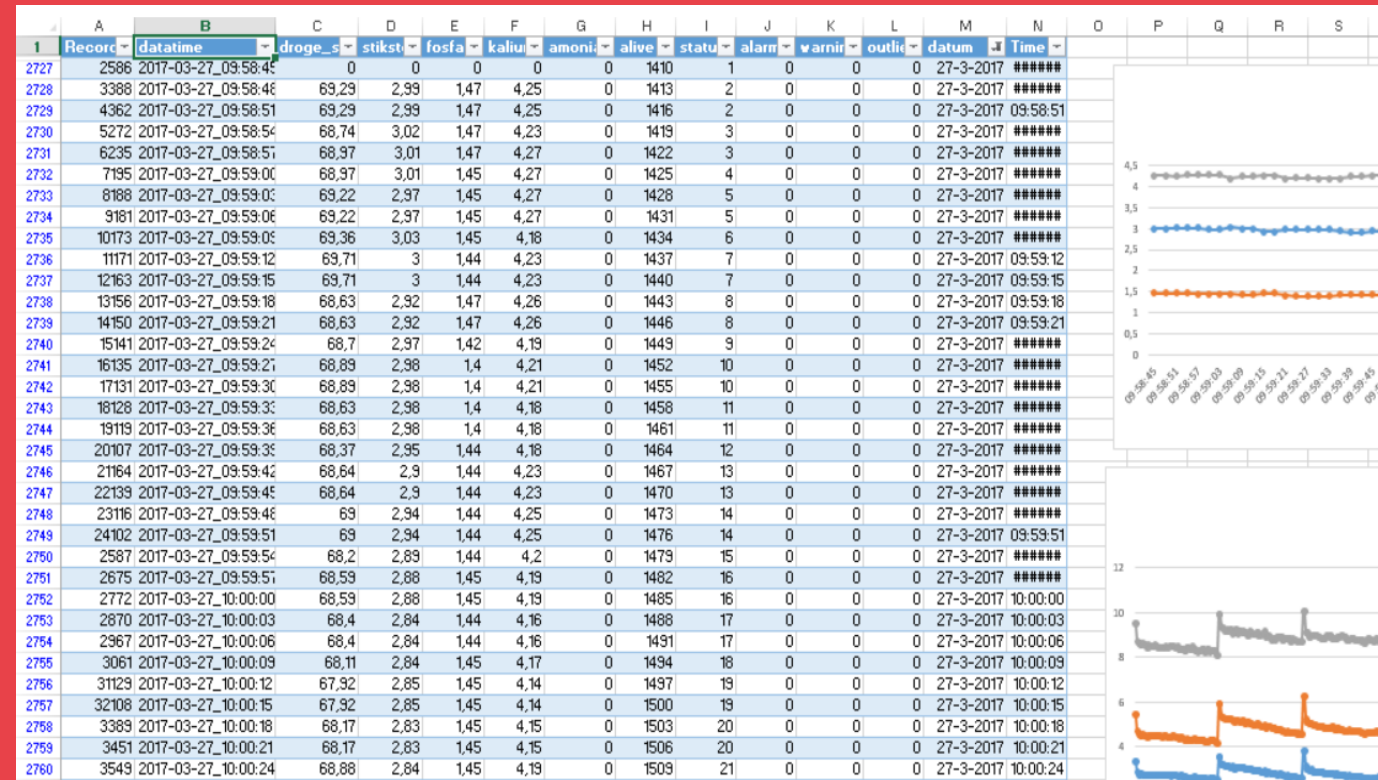 A B C D E F G H I J K L M N O P Q R S
1 Record datatime droge_s stikst fosfa kaliu amonia alive statu alarm warnin outlie datum Time
2727 2586 2017-03-27_09:58:45 0 0 0 0 0 1410 1 0 0 0 27-3-2017 ######
2728 3388 2017-03-27_09:58:48 69,29 2,99 1,47 4,25 0 1413 2 0 0 0 27-3-2017 ######
2729 4362 2017-03-27_09:58:51 69,29 2,99 1,47 4,25 0 1416 2 0 0 0 27-3-2017 09:58:51
2730 5272 2017-03-27_09:58:54 68,74 3,02 1,47 4,23 0 1419 3 0 0 0 27-3-2017 ######
2731 6235 2017-03-27_09:58:57 68,97 3,01 1,47 4,27 0 1422 3 0 0 0 27-3-2017 ######
2732 7195 2017-03-27_09:59:00 68,97 3,01 1,45 4,27 0 1425 4 0 0 0 27-3-2017 ######
2733 8188 2017-03-27_09:59:03 69,22 2,97 1,45 4,27 0 1428 5 0 0 0 27-3-2017 ######
2734 9181 2017-03-27_09:59:06 69,22 2,97 1,45 4,27 0 1431 5 0 0 0 27-3-2017 ######
2735 10173 2017-03-27_09:59:09 69,36 3,03 1,45 4,18 0 1434 6 0 0 0 27-3-2017 ######
2736 11171 2017-03-27_09:59:12 69,71 3 1,44 4,23 0 1437 7 0 0 0 27-3-2017 09:59:12
2737 12163 2017-03-27_09:59:15 69,71 3 1,44 4,23 0 1440 7 0 0 0 27-3-2017 09:59:15
2738 13156 2017-03-27_09:59:18 68,63 2,92 1,47 4,26 0 1443 8 0 0 0 27-3-2017 09:59:18
2739 14150 2017-03-27_09:59:21 68,63 2,92 1,47 4,26 0 1446 8 0 0 0 27-3-2017 09:59:21
2740 15141 2017-03-27_09:59:24 68,7 2,97 1,42 4,19 0 1449 9 0 0 0 27-3-2017 ######
2741 16135 2017-03-27_09:59:27 68,89 2,98 1,4 4,21 0 1452 10 0 0 0 27-3-2017 ######
2742 17131 2017-03-27_09:59:30 68,89 2,98 1,4 4,21 0 1455 10 0 0 0 27-3-2017 ######
2743 18128 2017-03-27_09:59:33 68,63 2,98 1,4 4,18 0 1458 11 0 0 0 27-3-2017 ######
2744 19119 2017-03-27_09:59:36 68,63 2,98 1,4 4,18 0 1461 11 0 0 0 27-3-2017 ######
2745 20107 2017-03-27_09:59:39 68,37 2,95 1,44 4,18 0 1464 12 0 0 0 27-3-2017 ######
2746 21164 2017-03-27_09:59:42 68,64 2,9 1,44 4,23 0 1467 13 0 0 0 27-3-2017 ######
2747 22139 2017-03-27_09:59:45 68,64 2,9 1,44 4,23 0 1470 13 0 0 0 27-3-2017 ######
2748 23116 2017-03-27_09:59:48 69 2,94 1,44 4,25 0 1473 14 0 0 0 27-3-2017 ######
2749 24102 2017-03-27_09:59:51 69 2,94 1,44 4,25 0 1476 14 0 0 0 27-3-2017 09:59:51
2750 2587 2017-03-27_09:59:54 68,2 2,89 1,44 4,2 0 1479 15 0 0 0 27-3-2017 ######
2751 2675 2017-03-27_09:59:57 68,59 2,88 1,45 4,19 0 1482 16 0 0 0 27-3-2017 ######
2752 2772 2017-03-27_10:00:00 68,59 2,88 1,45 4,19 0 1485 16 0 0 0 27-3-2017 10:00:00
2753 2870 2017-03-27_10:00:03 68,4 2,84 1,44 4,16 0 1488 17 0 0 0 27-3-2017 10:00:03
2754 2967 2017-03-27_10:00:06 68,4 2,84 1,44 4,16 0 1491 17 0 0 0 27-3-2017 10:00:06
2755 3061 2017-03-27_10:00:09 68,11 2,84 1,45 4,17 0 1494 18 0 0 0 27-3-2017 10:00:09
2756 31129 2017-03-27_10:00:12 67,92 2,85 1,45 4,14 0 1497 19 0 0 0 27-3-2017 10:00:12
2757 32108 2017-03-27_10:00:15 67,92 2,85 1,45 4,14 0 1500 19 0 0 0 27-3-2017 10:00:15
2758 3389 2017-03-27_10:00:18 68,17 2,83 1,45 4,15 0 1503 20 0 0 0 27-3-2017 10:00:18
2759 3451 2017-03-27_10:00:21 68,17 2,83 1,45 4,15 0 1506 20 0 0 0 27-3-2017 10:00:21
2760 3549 2017-03-27_10:00:24 68,88 2,84 1,45 4,19 0 1509 21 0 0 0 27-3-2017 10:00:24
4,5
4
3,5
3
2,5
2
1,5
1
0,5
0
09:58:45 09:58:51 09:58:57 09:59:03 09:59:09 09:59:15 09:59:21 09:59:27 09:59:33 09:59:39 09:59:45
12
10
8
6
4